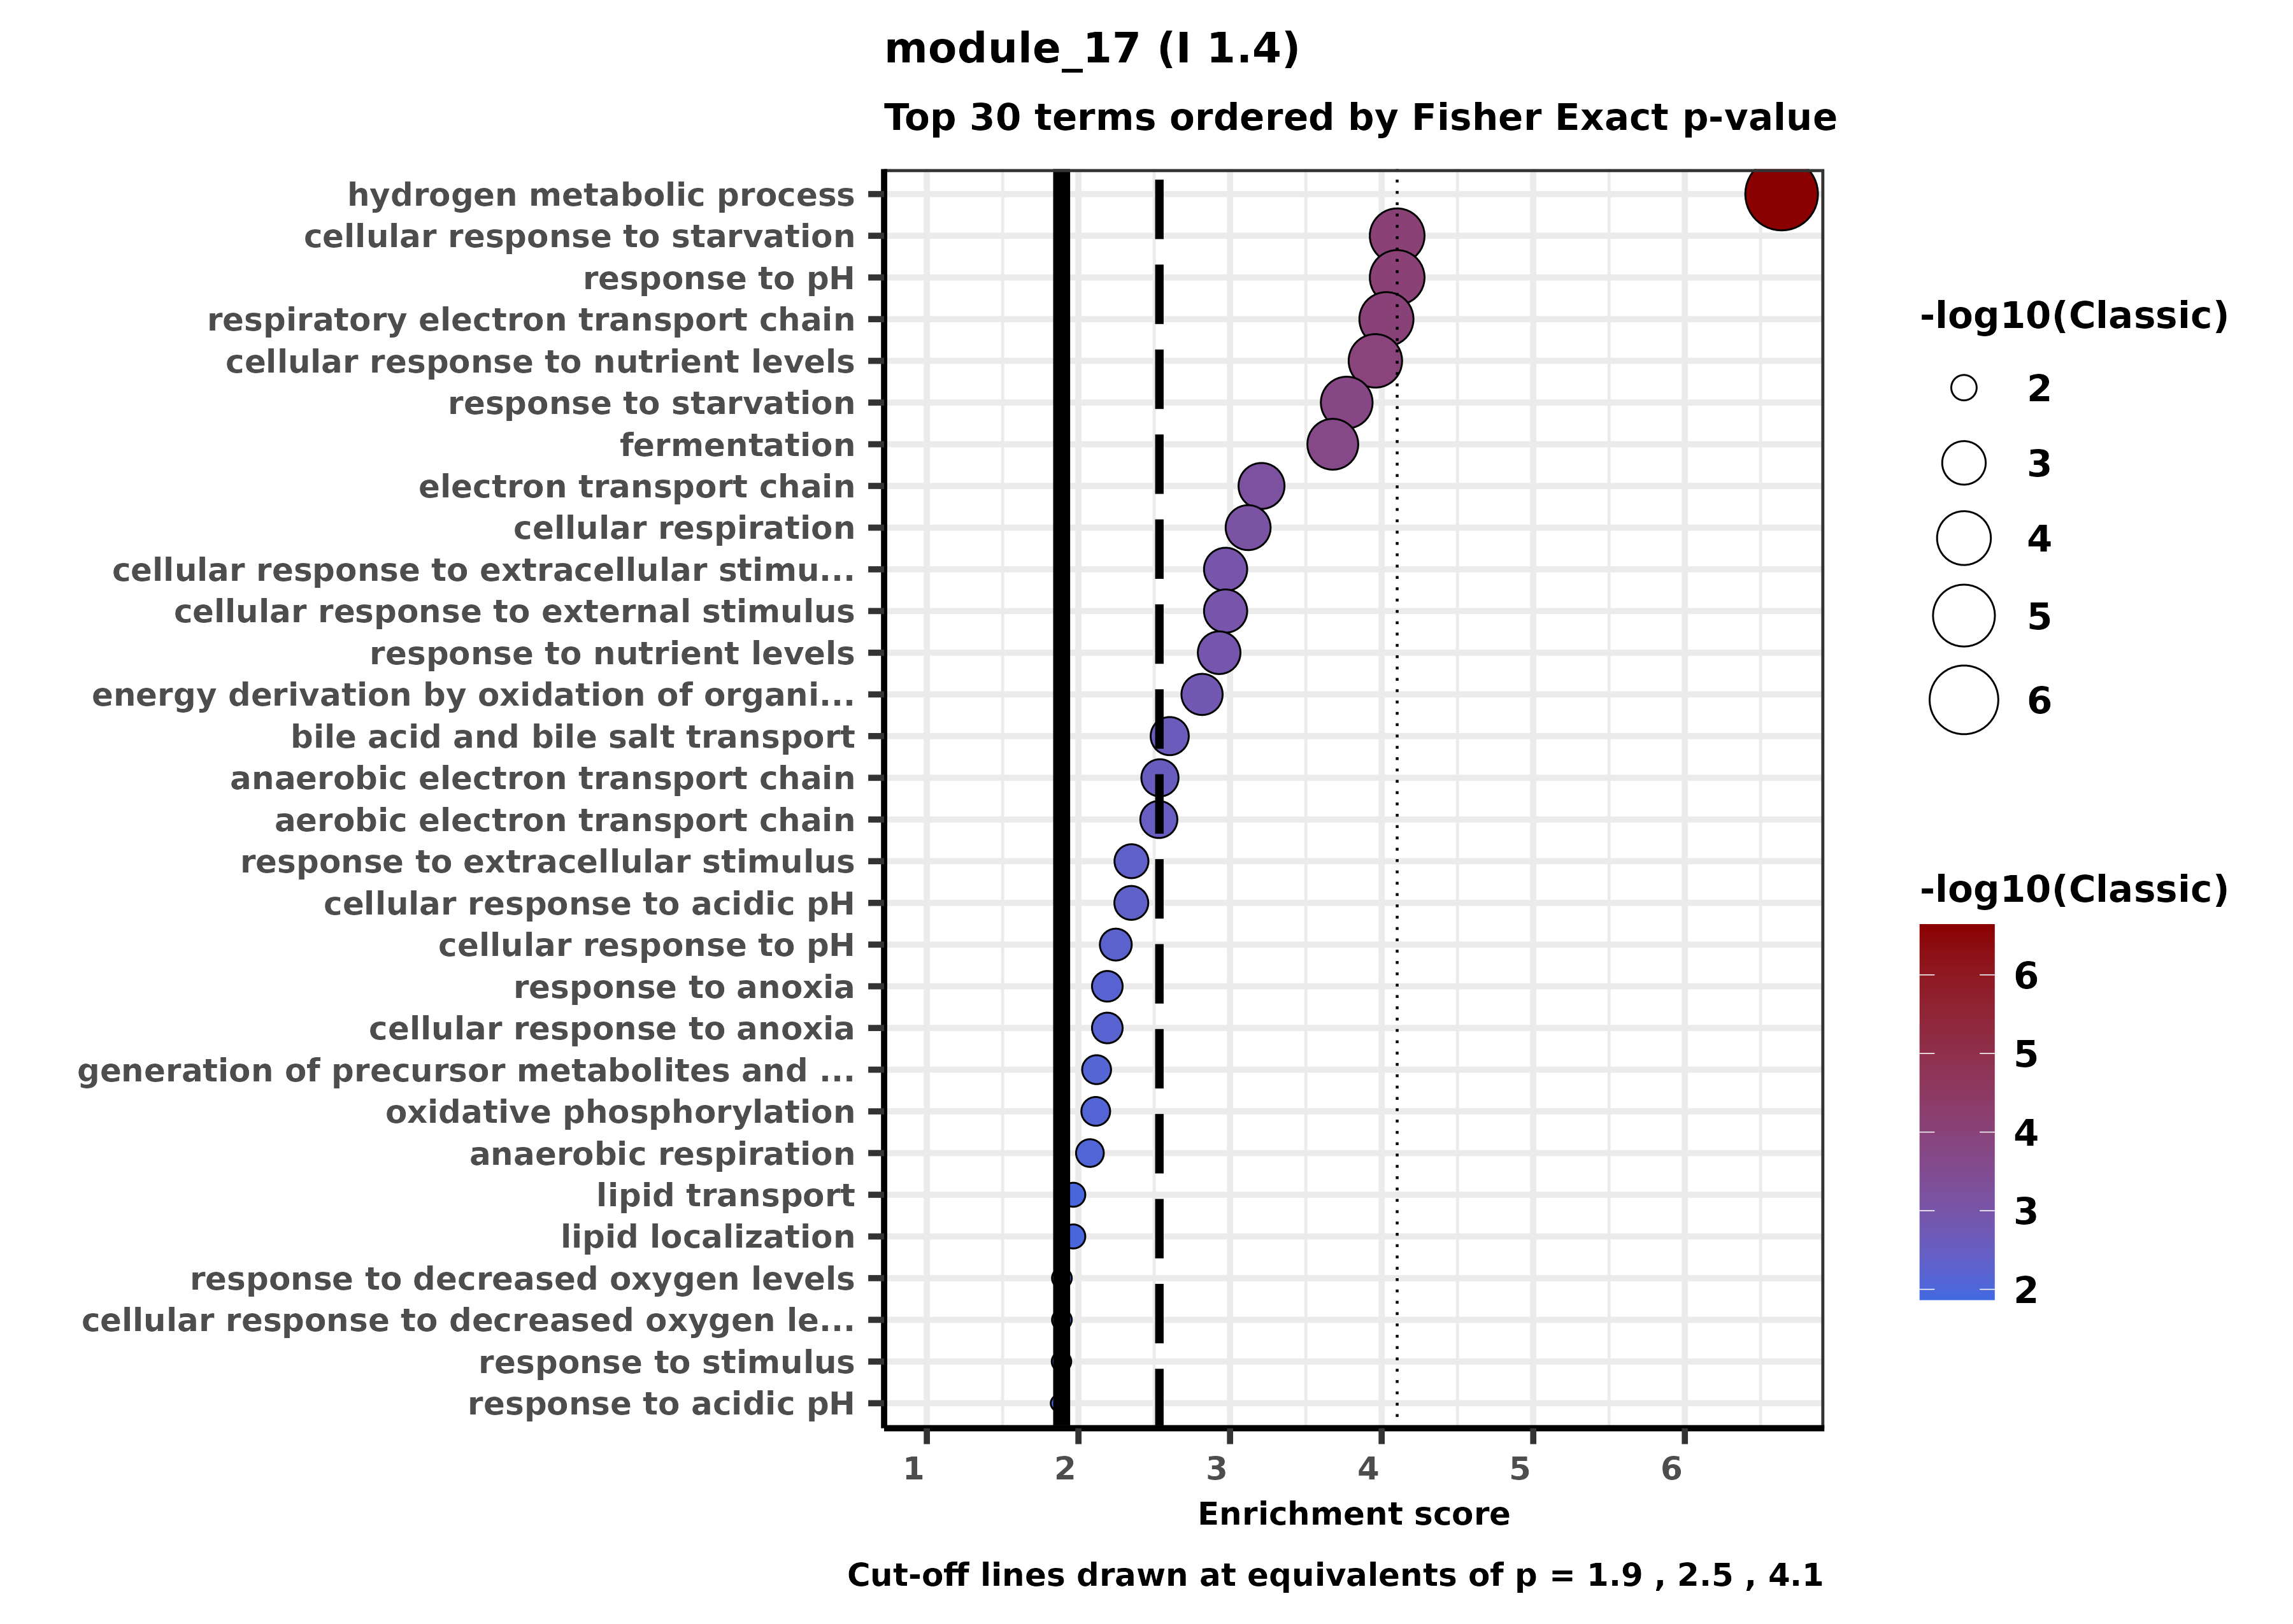 module_17 (I 1.4)
Top 30 terms ordered by Fisher Exact p-value
hydrogen metabolic process
cellular response to starvation
response to pH
respiratory electron transport chain
cellular response to nutrient levels
response to starvation
fermentation
electron transport chain
cellular respiration
cellular response to extracellular stimu...
cellular response to external stimulus
response to nutrient levels
energy derivation by oxidation of organi...
bile acid and bile salt transport
anaerobic electron transport chain
aerobic electron transport chain
response to extracellular stimulus
cellular response to acidic pH
cellular response to pH
response to anoxia
cellular response to anoxia
generation of precursor metabolites and ...
oxidative phosphorylation
anaerobic respiration
lipid transport
lipid localization
response to decreased oxygen levels
cellular response to decreased oxygen le...
response to stimulus
response to acidic pH
1 2 3 4 5 6
Enrichment score
Cut-off lines drawn at equivalents of p = 1.9 , 2.5 , 4.1
-log10(Classic)
2
3
4
5
6
-log10(Classic)
6
5
4
3
2